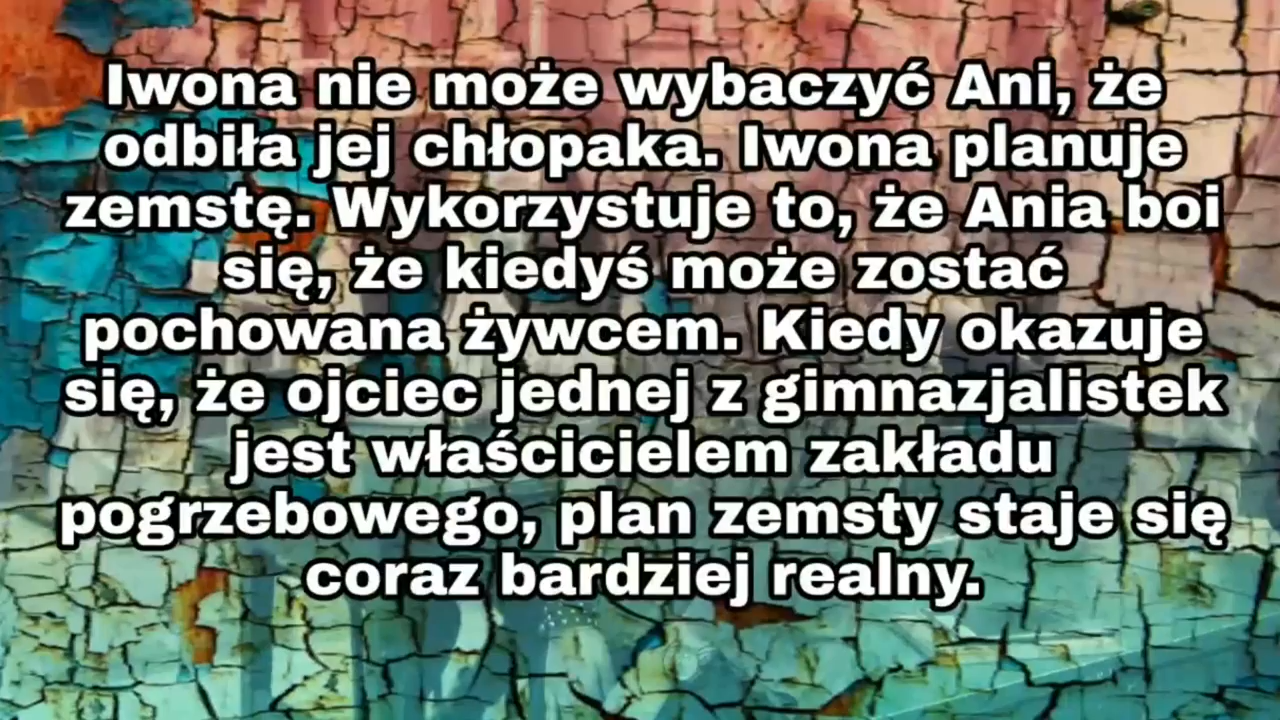 Iwona nie może wybaczyć Ani, że
odbiła jej chłopaka. Iwona planuje
zemstę. Wykorzystuje to, że Ania boi
się, że kiedyś może zostać
pochowana żywcem. Kiedy okazuje
się, że ojciec jednej z gimnazjalistek
jest właścicielem zakładu
pogrzebowego, plan zemsty staje się
coraz bardziej realny.